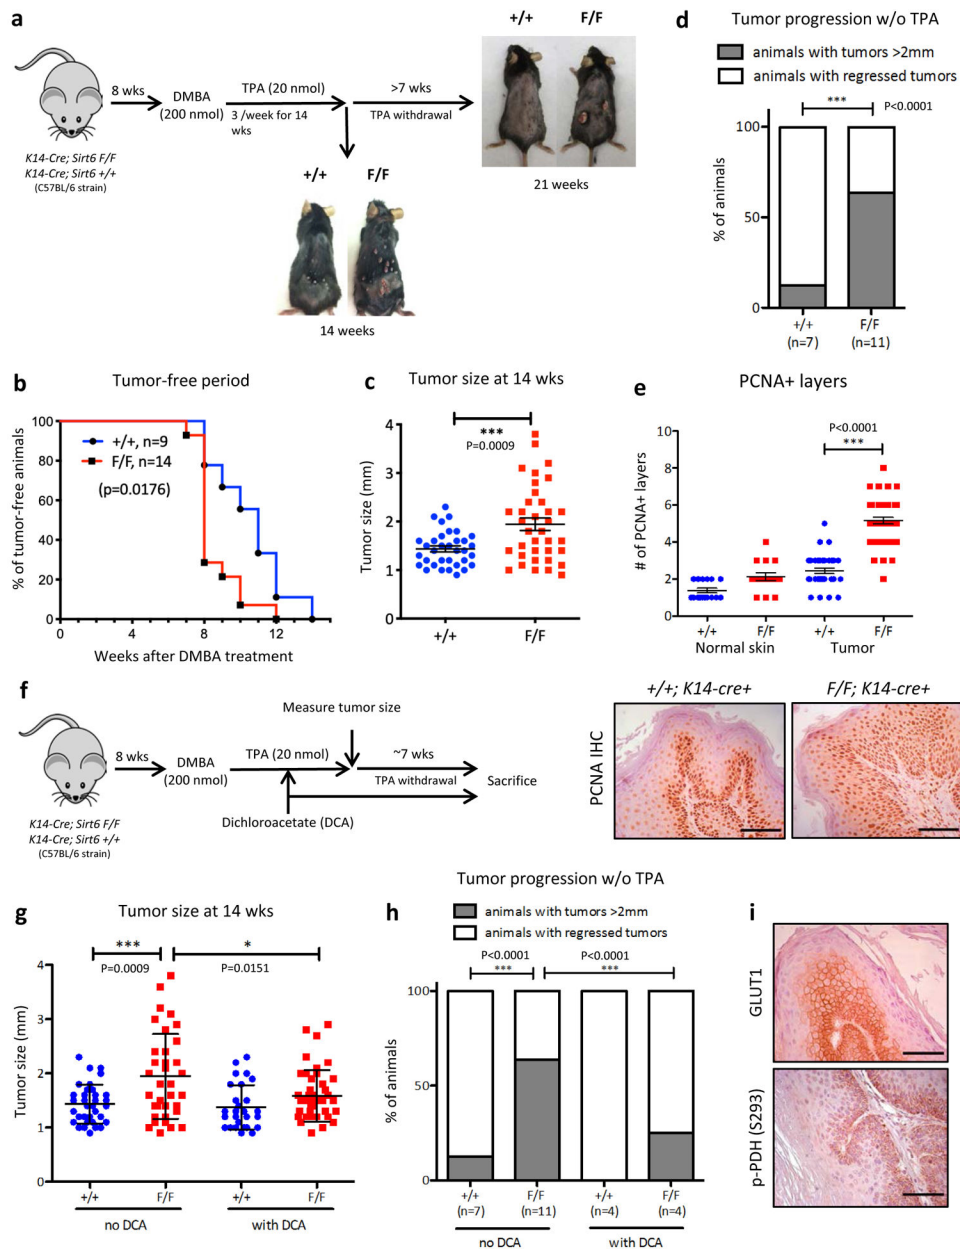 a
8 wks
DMBA
(200 nmol)
TPA (20 nmol)
3 /week for 14
wks
>7 wks
TPA withdrawal
K14-Cre; Sirt6 F/F
K14-Cre; Sirt6 +/+
(C57BL/6 strain)
+/+
F/F
14 weeks
+/+
F/F
21 weeks
d
Tumor progression w/o TPA
animals with tumors >2mm
animals with regressed tumors
***
P<0.0001
% of animals
100
50
0
+/+
(n=7)
F/F
(n=11)
b
Tumor-free period
% of tumor-free animals
100
80
60
40
20
0
+/+, n=9
F/F, n=14
(p=0.0176)
0
4
8
12
Weeks after DMBA treatment
c
Tumor size at 14 wks
***
P=0.0009
Tumor size (mm)
4
3
2
1
0
+/+
F/F
e
PCNA+ layers
P<0.0001
***
# of PCNA+ layers
10
8
6
4
2
0
+/+
F/F
+/+
F/F
Normal skin
Tumor
+/+; K14-cre+
F/F; K14-cre+
PCNA IHC
f
Measure tumor size
8 wks
DMBA
(200 nmol)
TPA (20 nmol)
~7 wks
TPA withdrawal
Sacrifice
Dichloroacetate (DCA)
K14-Cre; Sirt6 F/F
K14-Cre; Sirt6 +/+
(C57BL/6 strain)
g
Tumor size at 14 wks
***
P=0.0009
*
P=0.0151
Tumor size (mm)
4
3
2
1
0
+/+
F/F
+/+
F/F
no DCA
with DCA
h
Tumor progression w/o TPA
animals with tumors >2mm
animals with regressed tumors
P<0.0001
***
P<0.0001
***
% of animals
100
50
0
+/+
(n=7)
F/F
(n=11)
+/+
(n=4)
F/F
(n=4)
no DCA
with DCA
i
GLUT1
p-PDH (S293)